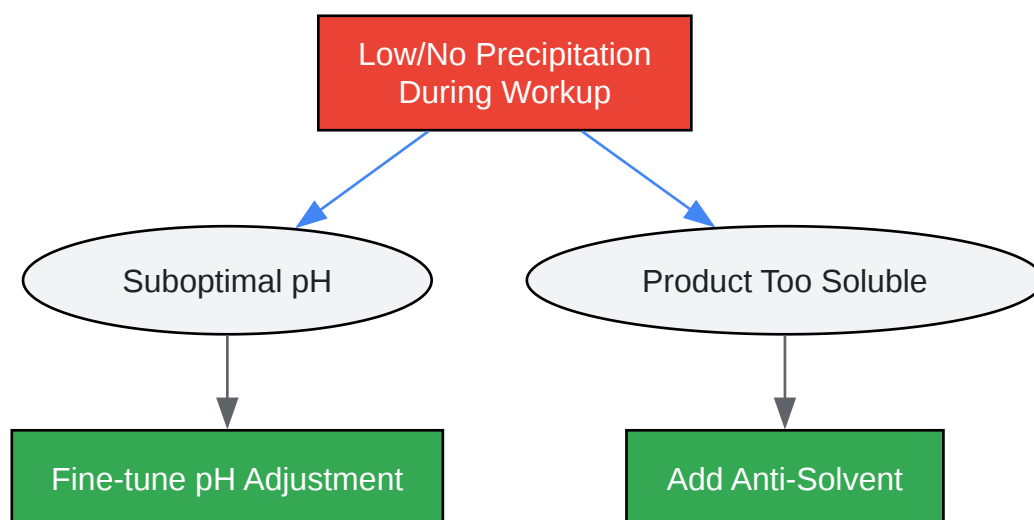 Low/No Precipitation
During Workup
Suboptimal pH
Product Too Soluble
Fine-tune pH Adjustment
Add Anti-Solvent